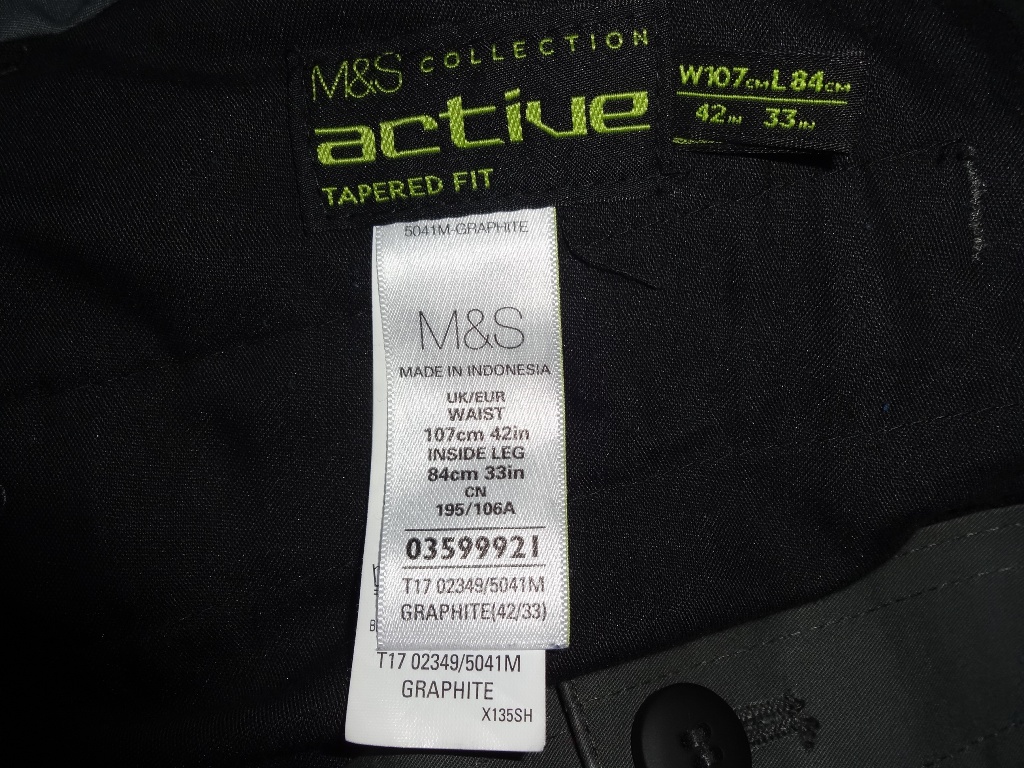 M&S COLLECTION
active
TAPERED FIT
W107CM L84CM
42IN 33IN
5041M-GRAPHITE
M&S
MADE IN INDONESIA
UK/EUR
WAIST
107cm 42in
INSIDE LEG
84cm 33in
CN
195/106A
03599921
T17 02349/5041M
GRAPHITE(42/33)
T17 02349/5041M
GRAPHITE
X135SH